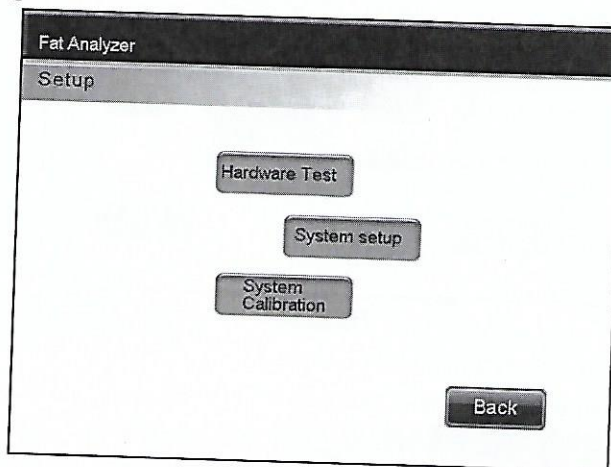 Fat Analyzer
Setup
Hardware Test
System setup
System
Calibration
Back